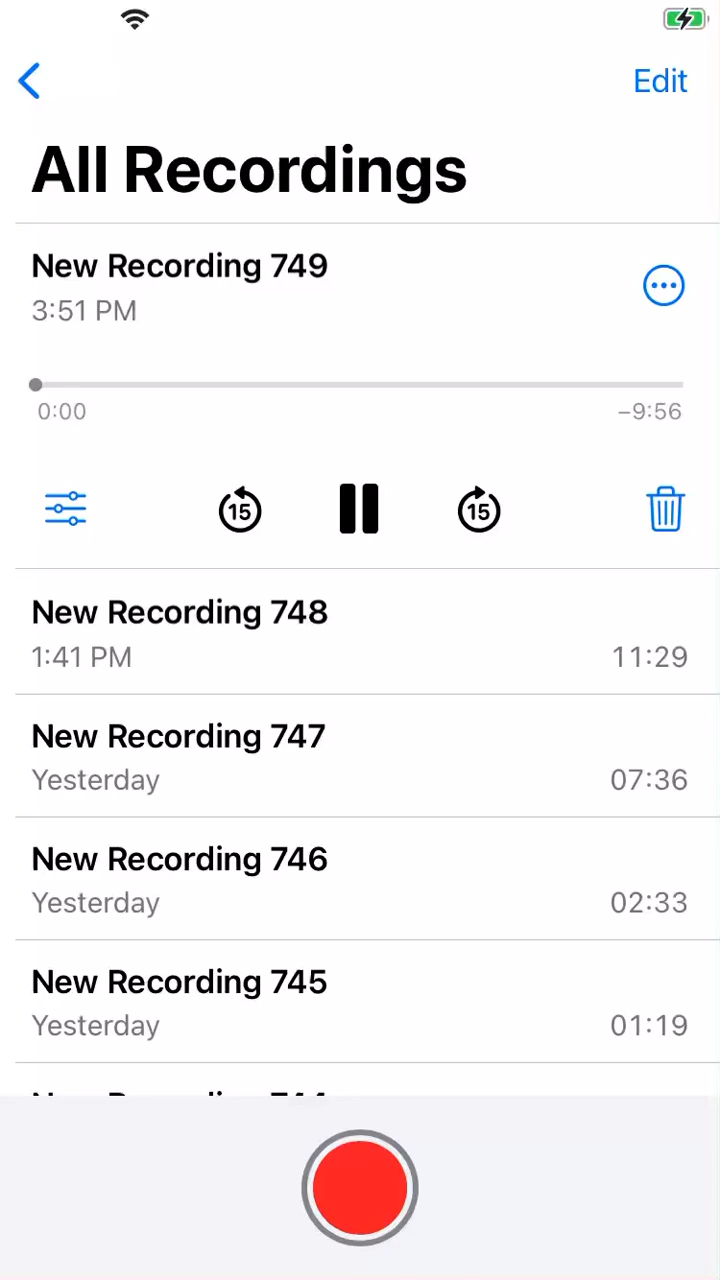 Edit
All Recordings
New Recording 749
3:51 PM
0:00
−9:56
15
15
New Recording 748
1:41 PM
11:29
New Recording 747
Yesterday
07:36
New Recording 746
Yesterday
02:33
New Recording 745
Yesterday
01:19